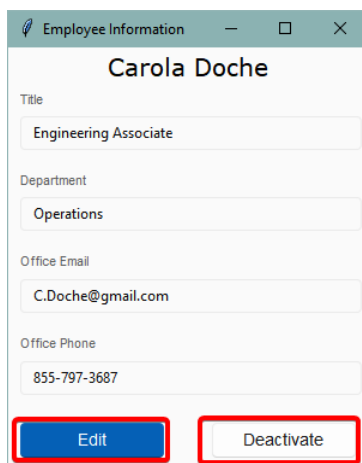 Employee Information
Carola Doche
Title
Engineering Associate
Department
Operations
Office Email
C.Doche@gmail.com
Office Phone
855-797-3687
Edit
Deactivate